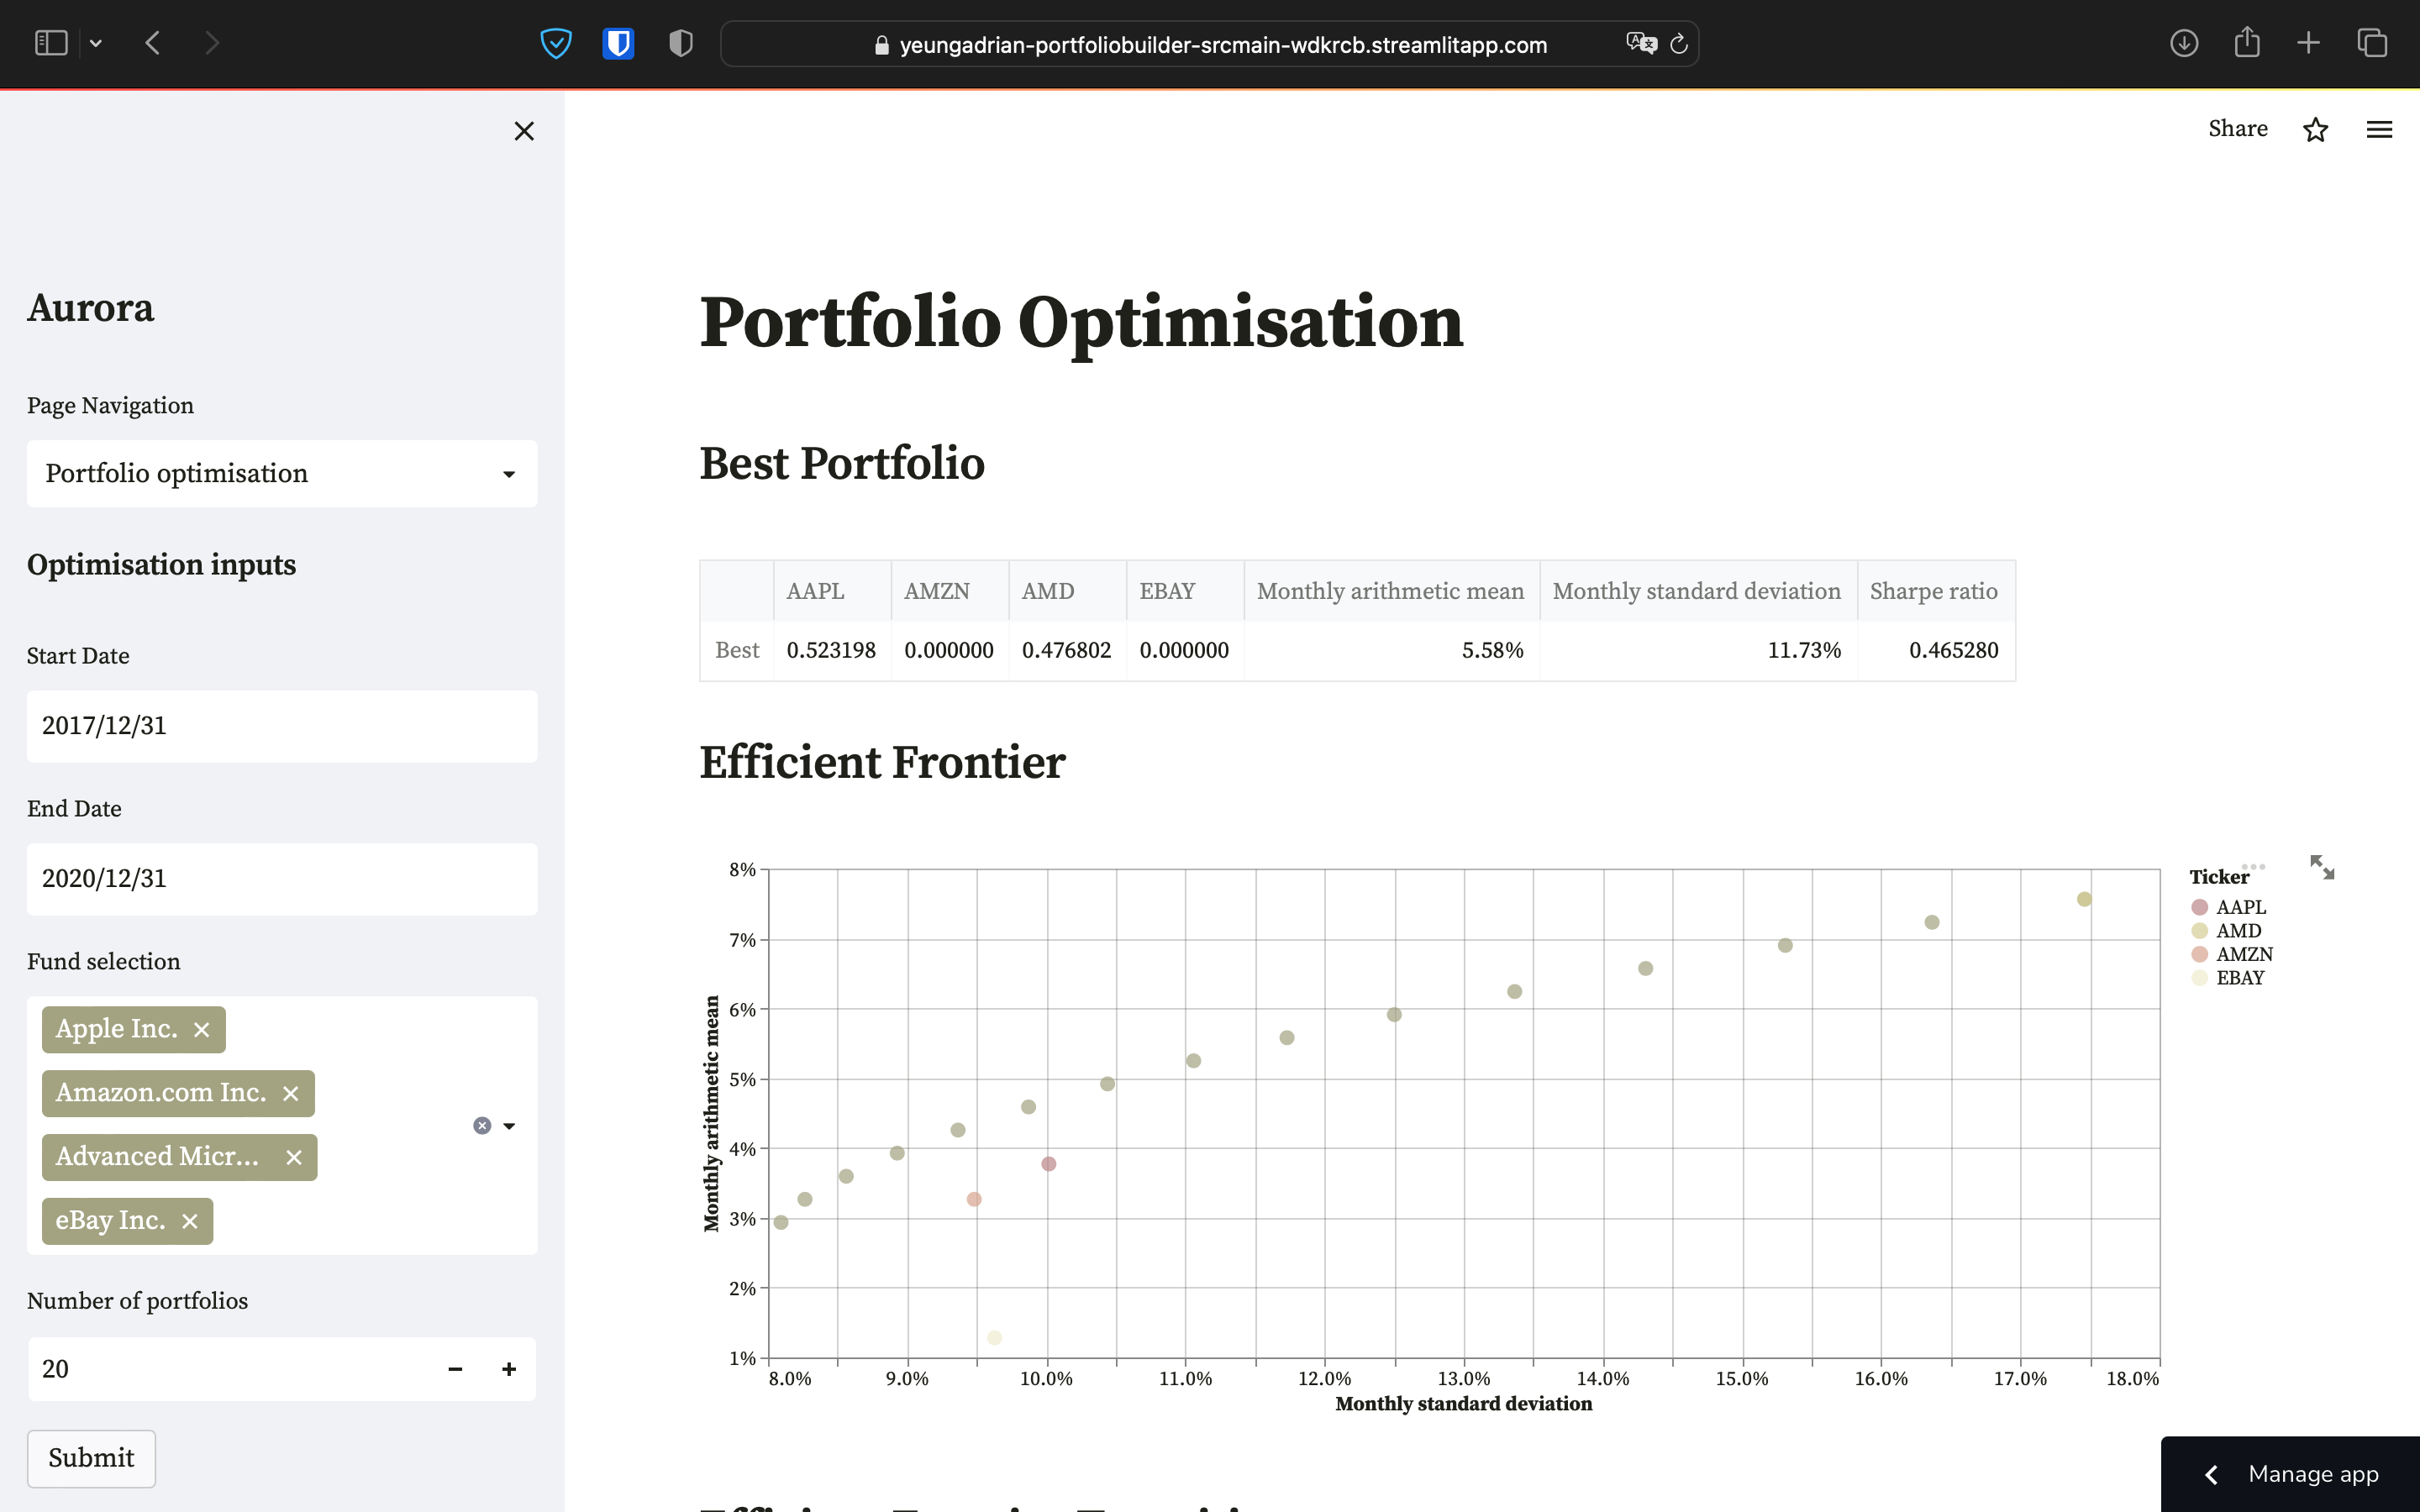 yeungadrian-portfoliobuilder-srcmain-wdkrcb.streamlitapp.com
Share
Aurora
Page Navigation
Portfolio optimisation
Optimisation inputs
Start Date
2017/12/31
End Date
2020/12/31
Fund selection
Apple Inc.
Amazon.com Inc.
Advanced Micr...
eBay Inc.
Number of portfolios
20
Submit
Portfolio Optimisation
Best Portfolio
AAPL AMZN AMD EBAY Monthly arithmetic mean Monthly standard deviation Sharpe ratio
Best 0.523198 0.000000 0.476802 0.000000 5.58% 11.73% 0.465280
Efficient Frontier
Monthly arithmetic mean
8%
7%
6%
5%
4%
3%
2%
1%
8.0% 9.0% 10.0% 11.0% 12.0% 13.0% 14.0% 15.0% 16.0% 17.0% 18.0%
Monthly standard deviation
Ticker
AAPL
AMD
AMZN
EBAY
Manage app